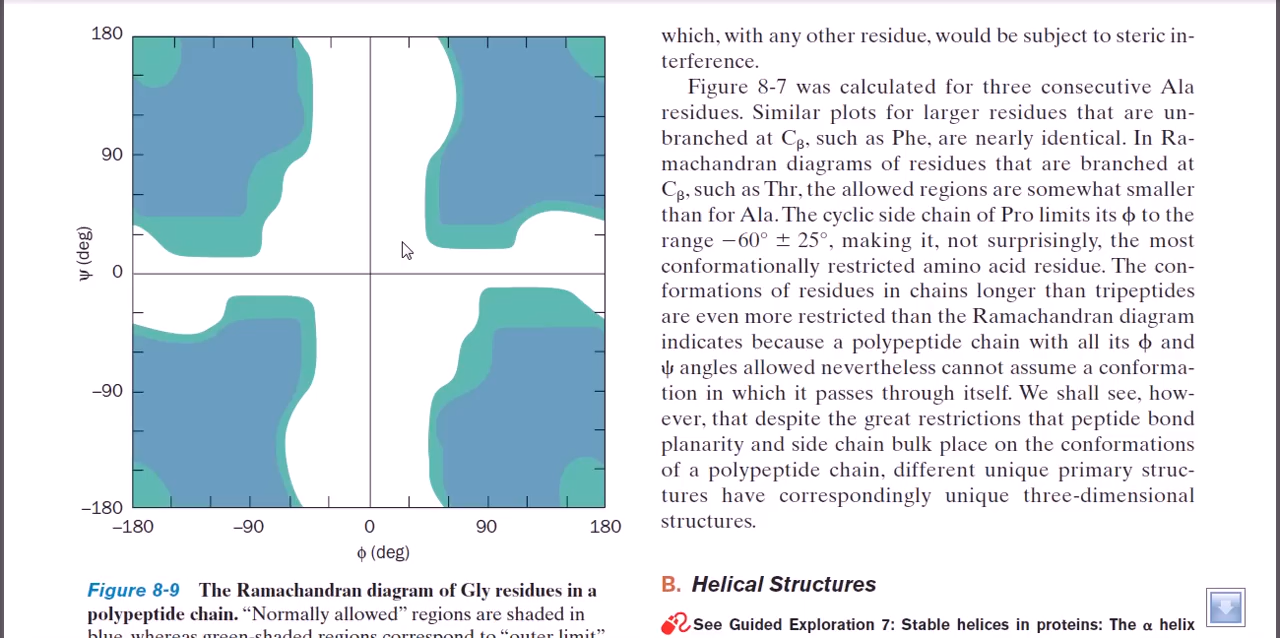 180
90
0
−90
−180
ψ (deg)
−180 −90 0 90 180
ϕ (deg)
Figure 8-9 The Ramachandran diagram of Gly residues in a
polypeptide chain. “Normally allowed” regions are shaded in
blue, whereas green-shaded regions correspond to “outer limit”
which, with any other residue, would be subject to steric in-
terference.
Figure 8-7 was calculated for three consecutive Ala
residues. Similar plots for larger residues that are un-
branched at Cβ, such as Phe, are nearly identical. In Ra-
machandran diagrams of residues that are branched at
Cβ, such as Thr, the allowed regions are somewhat smaller
than for Ala. The cyclic side chain of Pro limits its ϕ to the
range −60° ± 25°, making it, not surprisingly, the most
conformationally restricted amino acid residue. The con-
formations of residues in chains longer than tripeptides
are even more restricted than the Ramachandran diagram
indicates because a polypeptide chain with all its ϕ and
ψ angles allowed nevertheless cannot assume a conforma-
tion in which it passes through itself. We shall see, how-
ever, that despite the great restrictions that peptide bond
planarity and side chain bulk place on the conformations
of a polypeptide chain, different unique primary struc-
tures have correspondingly unique three-dimensional
structures.
B. Helical Structures
See Guided Exploration 7: Stable helices in proteins: The α helix